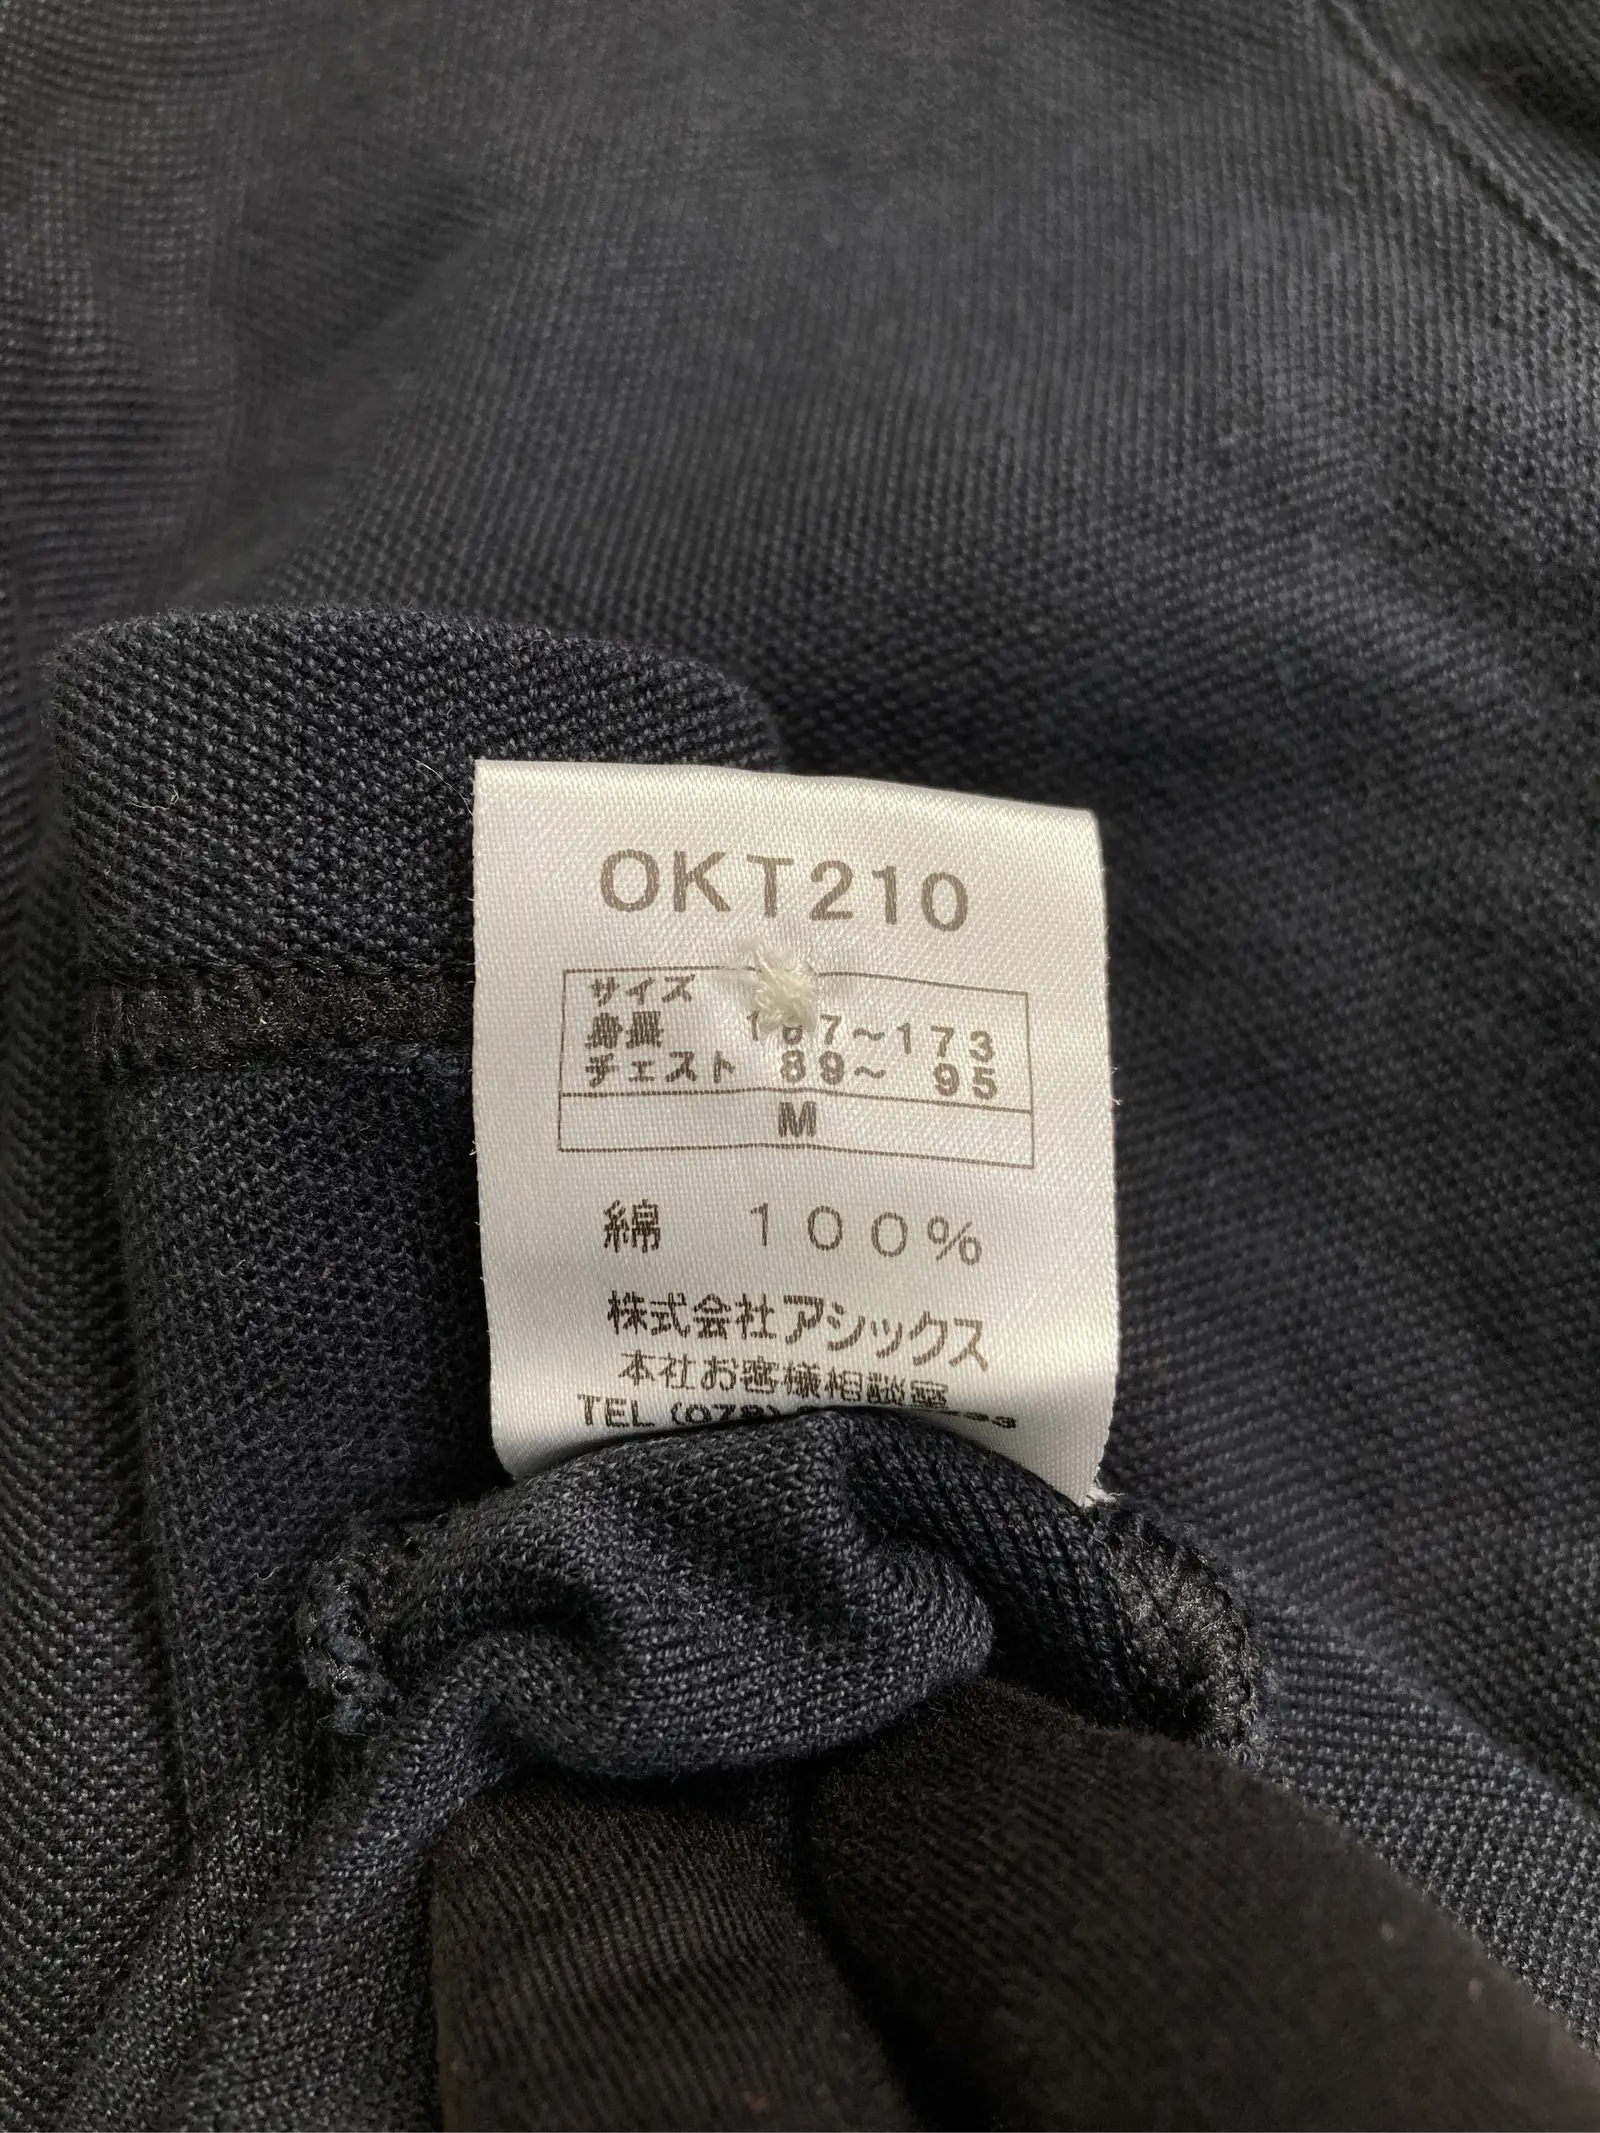 OKT210
サイズ
身長 167～173
チェスト 89～ 95
M
綿 100%
株式会社アシックス
本社お客様相談室
TEL (078)